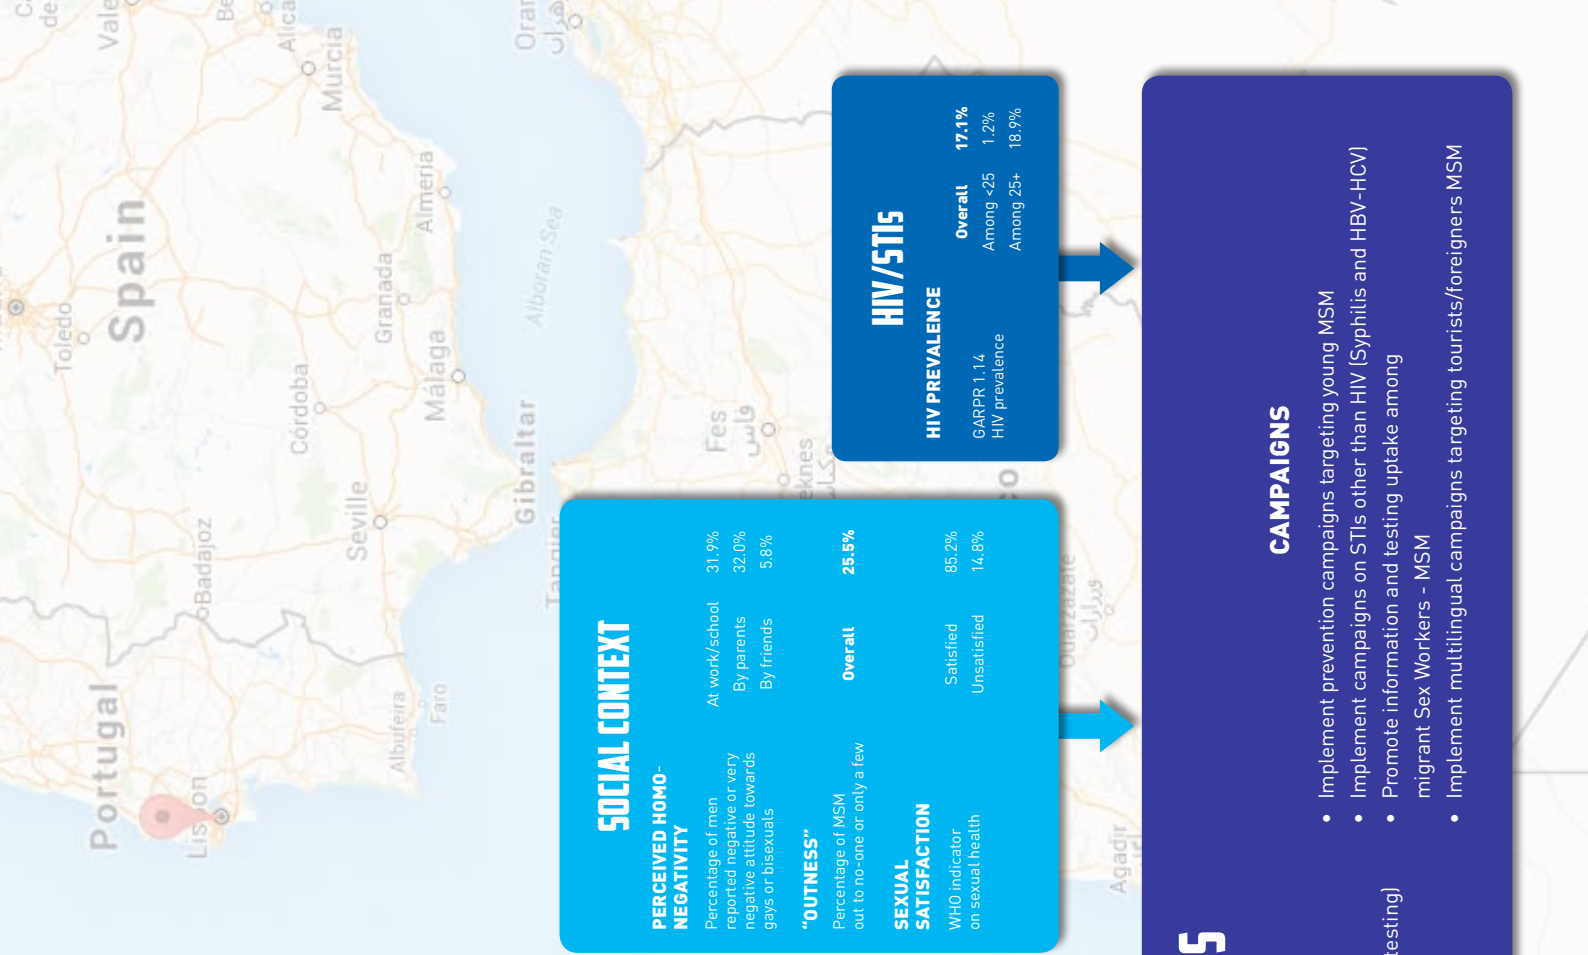 SOCIAL CONTEXT
PERCEIVED HOMO-
NEGATIVITY
Percentage of men
reported negative or very
negative attitude towards
gays or bisexuals
At work/school 31.9%
By parents 32.0%
By friends 5.8%
“OUTNESS”
Percentage of MSM
out to no-one or only a few
Overall 25.5%
SEXUAL
SATISFACTION
WHO indicator
on sexual health
Satisfied 85.2%
Unsatisfied 14.8%
HIV/STIs
HIV PREVALENCE
GARPR 1.14
HIV prevalence
Overall 17.1%
Among <25 1.2%
Among 25+ 18.9%
S
testing)
CAMPAIGNS
• Implement prevention campaigns targeting young MSM
• Implement campaigns on STIs other than HIV (Syphilis and HBV-HCV)
• Promote information and testing uptake among
migrant Sex Workers - MSM
• Implement multilingual campaigns targeting tourists/foreigners MSM
Portugal
Lisbon
Albufeira
Faro
Badajoz
Seville
Córdoba
Toledo
Spain
Granada
Málaga
Almería
Murcia
Alica
Vale
Gibraltar
Alboran Sea
Tangier
Fes
فاس
eknes
Oran
وهران
Ouarzazate
ورزازات
Agadir
co